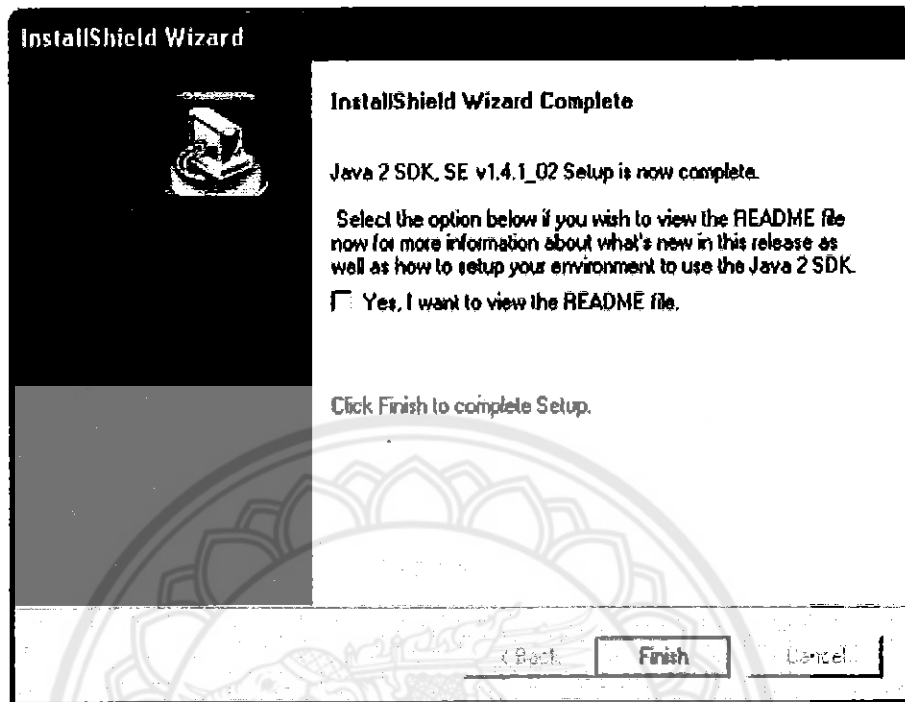 InstallShield Wizard
InstallShield Wizard Complete
Java 2 SDK, SE v1.4.1_02 Setup is now complete.
Select the option below if you wish to view the README file
now for more information about what's new in this release as
well as how to setup your environment to use the Java 2 SDK.
Yes, I want to view the README file.
Click Finish to complete Setup.
< Back
Finish
Cancel